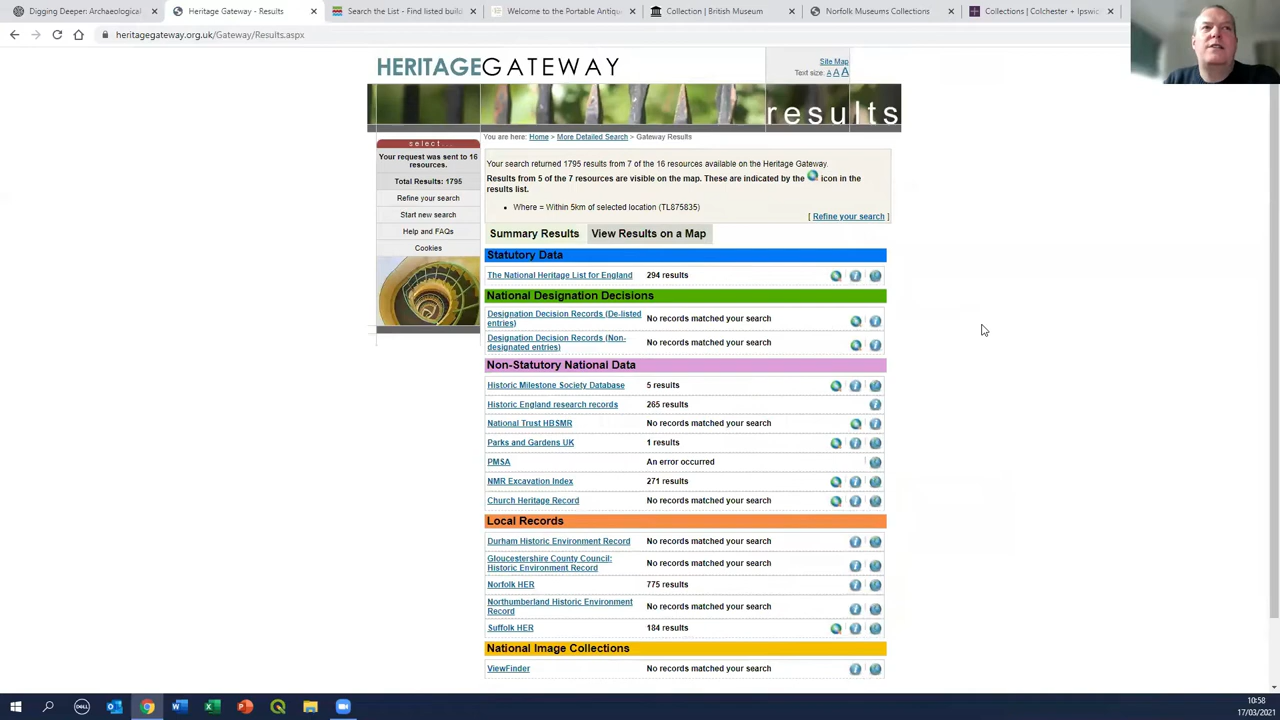 Digging Deeper: Archaeological
Heritage Gateway - Results
Search the List - Find listed build
Welcome to the Portable Antiqu
Collection | British Museum
Norfolk Museums Collections
Collections | Colchester + Ipswich
heritagegateway.org.uk/Gateway/Results.aspx
HERITAGEGATEWAY
Site Map
Text size: A A A
results
You are here: Home > More Detailed Search > Gateway Results
select...
Your request was sent to 16
resources.
Total Results: 1795
Refine your search
Start new search
Help and FAQs
Cookies
Your search returned 1795 results from 7 of the 16 resources available on the Heritage Gateway.
Results from 5 of the 7 resources are visible on the map. These are indicated by the icon in the
results list.
• Where = Within 5km of selected location (TL875835)
[ Refine your search ]
Summary Results View Results on a Map
Statutory Data
The National Heritage List for England 294 results
National Designation Decisions
Designation Decision Records (De-listed
entries) No records matched your search
Designation Decision Records (Non-
designated entries) No records matched your search
Non-Statutory National Data
Historic Milestone Society Database 5 results
Historic England research records 265 results
National Trust HBSMR No records matched your search
Parks and Gardens UK 1 results
PMSA An error occurred
NMR Excavation Index 271 results
Church Heritage Record No records matched your search
Local Records
Durham Historic Environment Record No records matched your search
Gloucestershire County Council:
Historic Environment Record No records matched your search
Norfolk HER 775 results
Northumberland Historic Environment
Record No records matched your search
Suffolk HER 184 results
National Image Collections
ViewFinder No records matched your search
10:58
17/03/2021